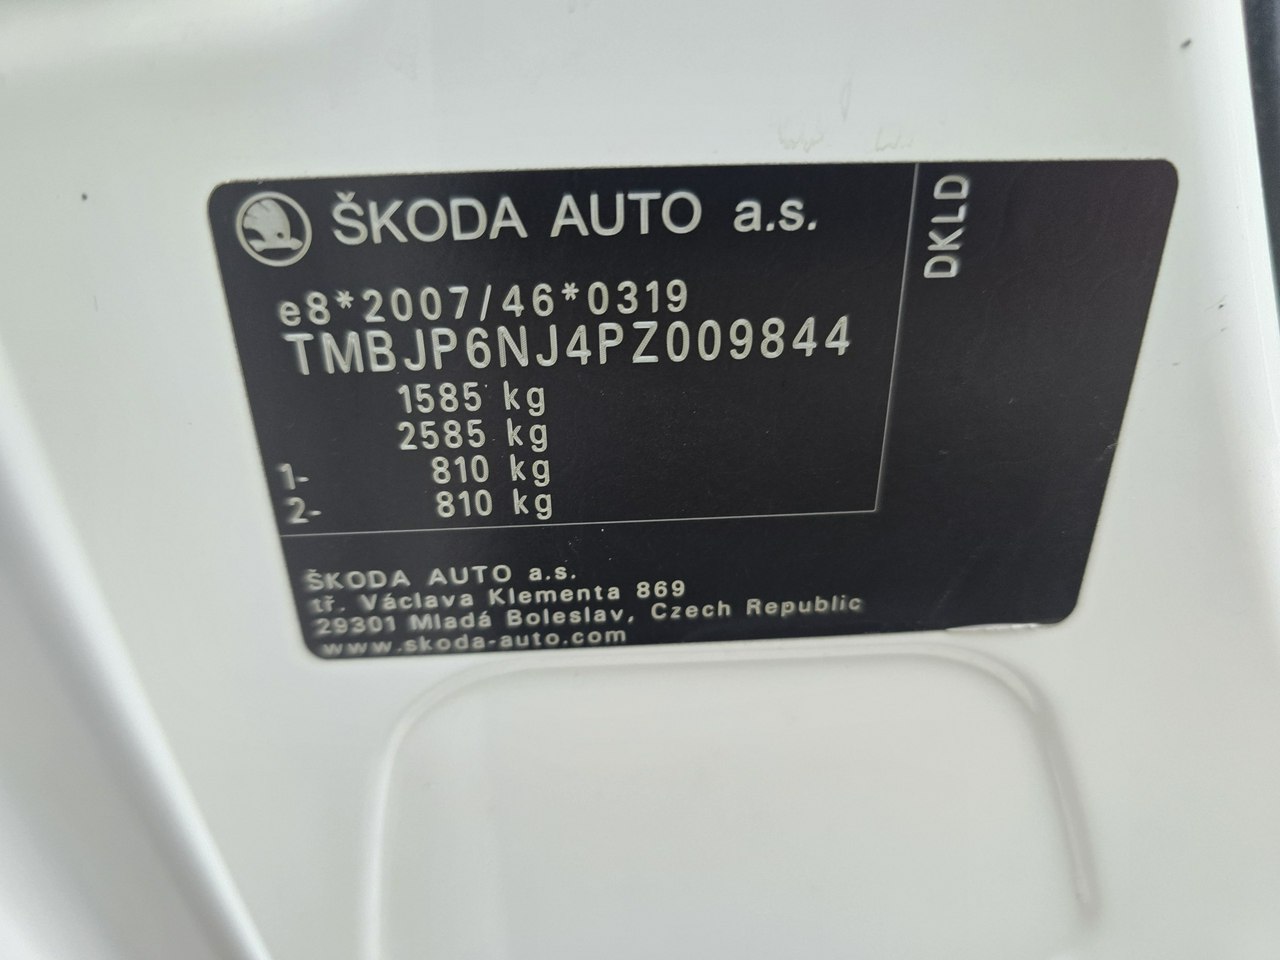 ŠKODA AUTO a.s.
DKLD
e8*2007/46*0319
TMBJP6NJ4PZ009844
1585 kg
2585 kg
1- 810 kg
2- 810 kg
ŠKODA AUTO a.s.
tř. Václava Klementa 869
29301 Mladá Boleslav, Czech Republic
www.skoda-auto.com